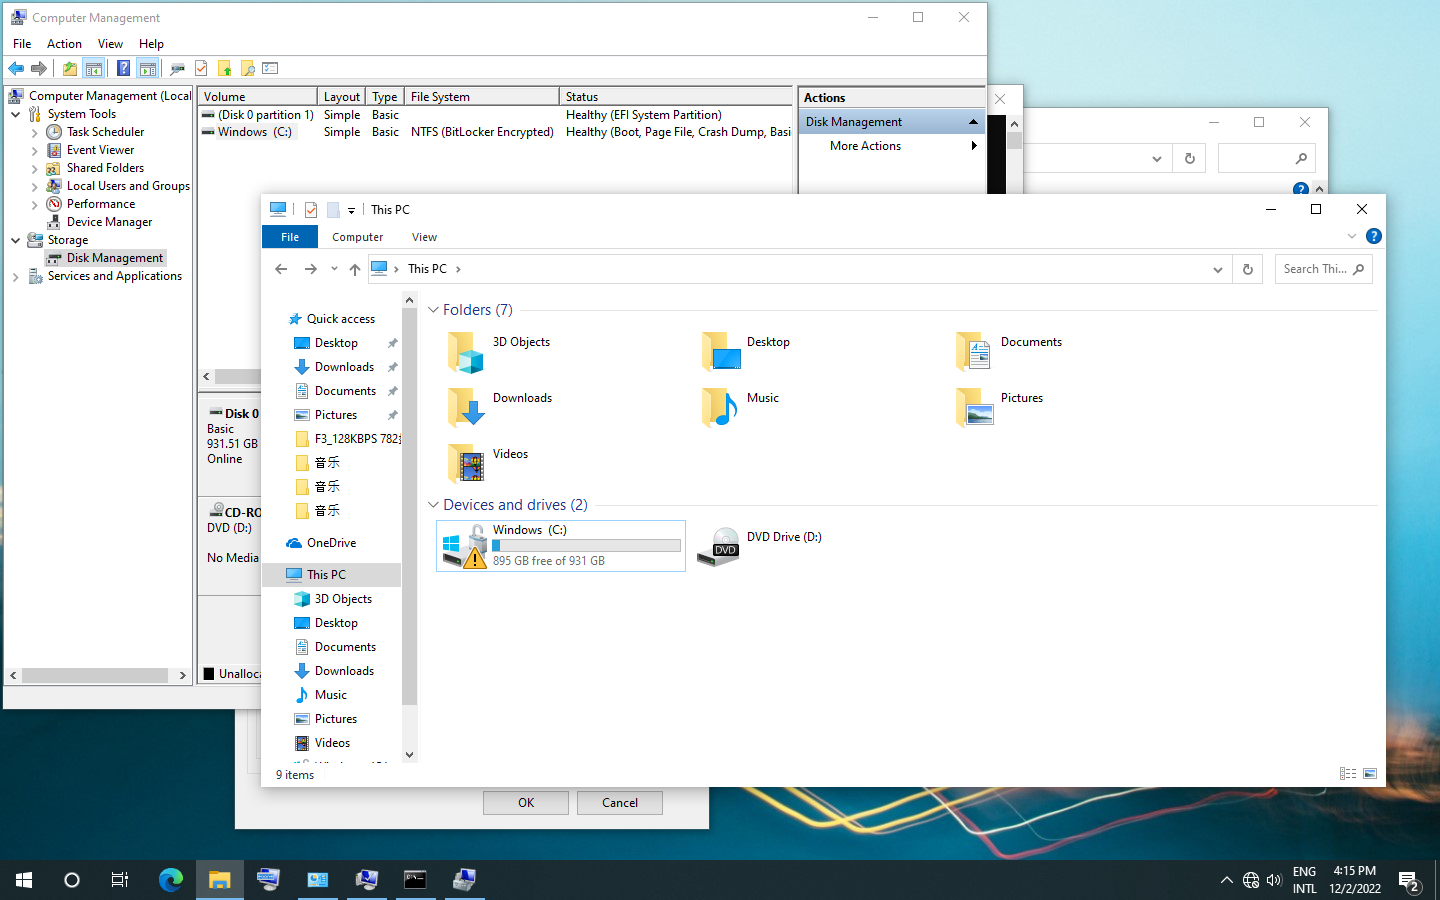 Computer Management
File Action View Help
Computer Management (Local
System Tools
Task Scheduler
Event Viewer
Shared Folders
Local Users and Groups
Performance
Device Manager
Storage
Disk Management
Services and Applications
Volume Layout Type File System Status
(Disk 0 partition 1) Simple Basic Healthy (EFI System Partition)
Windows (C:) Simple Basic NTFS (BitLocker Encrypted) Healthy (Boot, Page File, Crash Dump, Basi
Actions
Disk Management
More Actions
Disk 0
Basic
931.51 GB
Online
CD-RO
DVD (D:)
No Media
Unalloca
This PC
File Computer View
This PC
Search Thi...
Quick access
Desktop
Downloads
Documents
Pictures
F3_128KBPS 782
音乐
音乐
音乐
OneDrive
This PC
3D Objects
Desktop
Documents
Downloads
Music
Pictures
Videos
Folders (7)
3D Objects
Desktop
Documents
Downloads
Music
Pictures
Videos
Devices and drives (2)
Windows (C:)
895 GB free of 931 GB
DVD
DVD Drive (D:)
9 items
OK Cancel
ENG
INTL
4:15 PM
12/2/2022
2